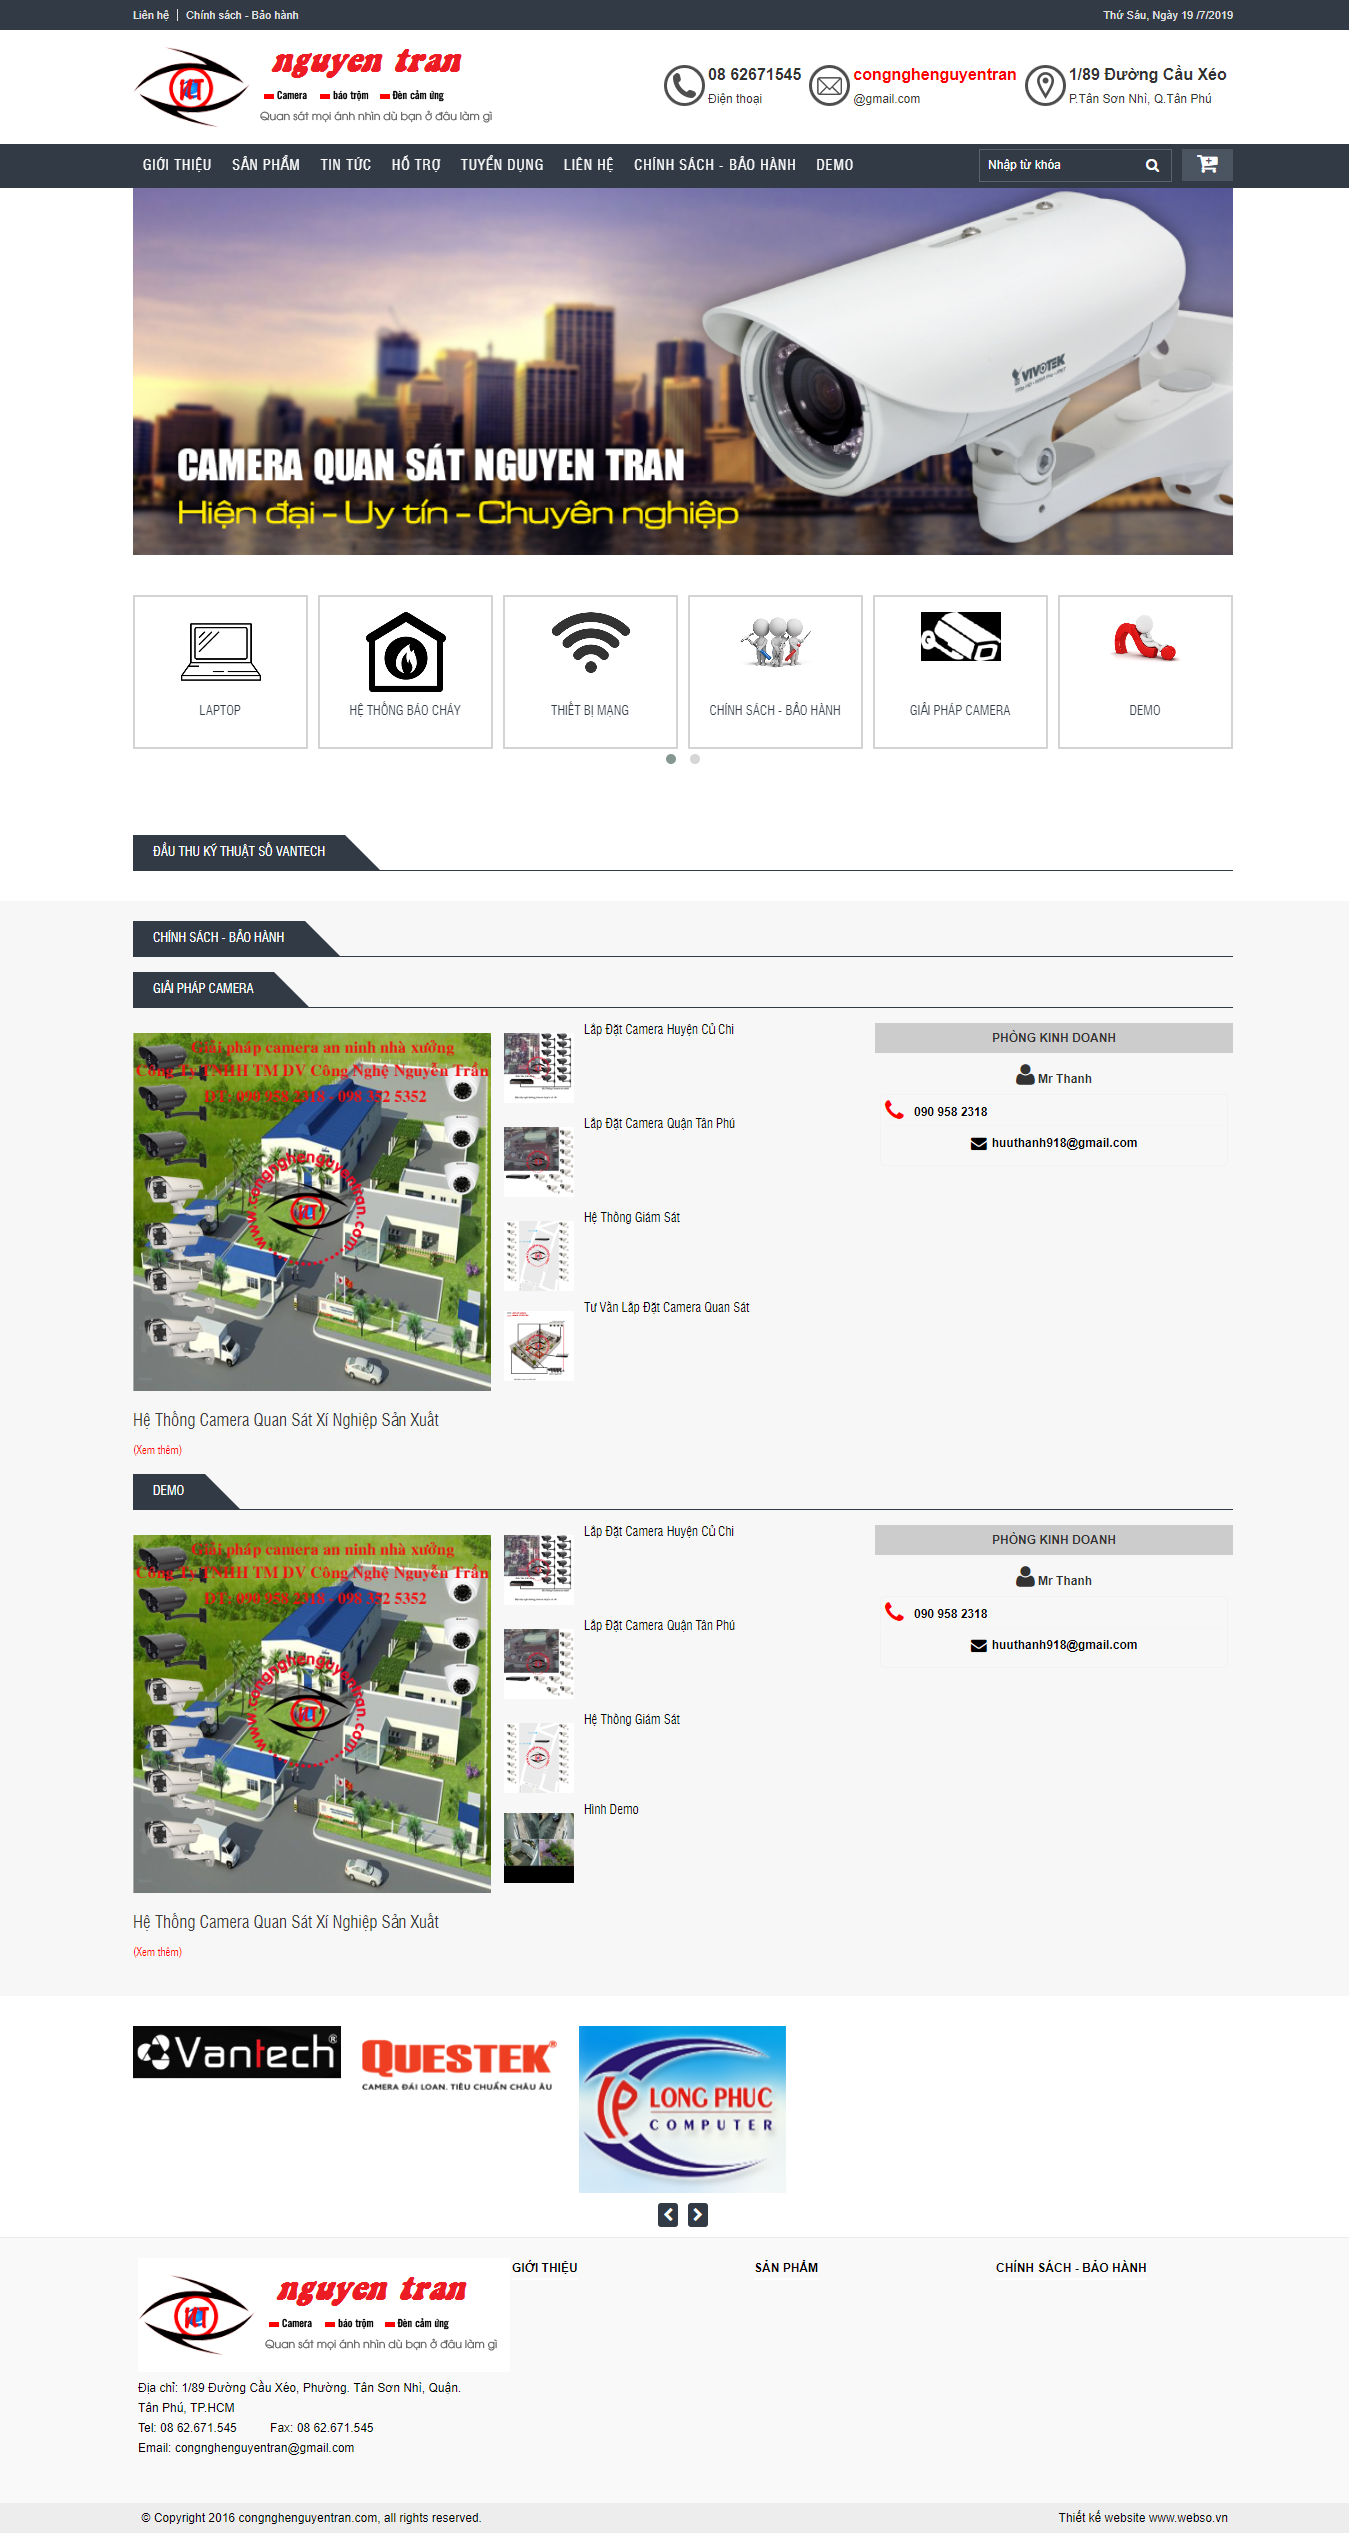 Liên hệ | Chính sách - Bảo hành
Thứ Sáu, Ngày 19 /7/2019
nguyen tran
Camera báo trộm Đèn cảm ứng
Quan sát mọi ánh nhìn dù bạn ở đâu làm gì
08 62671545
Điện thoại
congnghenguyentran
@gmail.com
1/89 Đường Cầu Xéo
P.Tân Sơn Nhì, Q.Tân Phú
GIỚI THIỆU SẢN PHẨM TIN TỨC HỖ TRỢ TUYỂN DỤNG LIÊN HỆ CHÍNH SÁCH - BẢO HÀNH DEMO
Nhập từ khóa
VIVOTEK
CAMERA QUAN SÁT NGUYEN TRAN
Hiện đại - Uy tín - Chuyên nghiệp
LAPTOP
HỆ THỐNG BÁO CHÁY
THIẾT BỊ MẠNG
CHÍNH SÁCH - BẢO HÀNH
GIẢI PHÁP CAMERA
DEMO
ĐẦU THU KỸ THUẬT SỐ VANTECH
CHÍNH SÁCH - BẢO HÀNH
GIẢI PHÁP CAMERA
Giải pháp camera an ninh nhà xưởng
Công Ty TNHH TM DV Công Nghệ Nguyễn Trần
DT: 090 958 2318 - 098 352 5352
www.congnghenguyentran.com
Hệ Thống Camera Quan Sát Xí Nghiệp Sản Xuất
(Xem thêm)
Lắp Đặt Camera Huyện Củ Chi
Lắp Đặt Camera Quận Tân Phú
Hệ Thống Giám Sát
Tư Vấn Lắp Đặt Camera Quan Sát
PHÒNG KINH DOANH
Mr Thanh
090 958 2318
huuthanh918@gmail.com
DEMO
Giải pháp camera an ninh nhà xưởng
Công Ty TNHH TM DV Công Nghệ Nguyễn Trần
DT: 090 958 2318 - 098 352 5352
www.congnghenguyentran.com
Hệ Thống Camera Quan Sát Xí Nghiệp Sản Xuất
(Xem thêm)
Lắp Đặt Camera Huyện Củ Chi
Lắp Đặt Camera Quận Tân Phú
Hệ Thống Giám Sát
Hình Demo
PHÒNG KINH DOANH
Mr Thanh
090 958 2318
huuthanh918@gmail.com
Vantech®
QUESTEK
CAMERA ĐÀI LOAN. TIÊU CHUẨN CHÂU ÂU
LONG PHUC
COMPUTER
nguyen tran
Camera báo trộm Đèn cảm ứng
Quan sát mọi ánh nhìn dù bạn ở đâu làm gì
Địa chỉ: 1/89 Đường Cầu Xéo, Phường. Tân Sơn Nhì, Quận.
Tân Phú, TP.HCM
Tel: 08 62.671.545 Fax: 08 62.671.545
Email: congnghenguyentran@gmail.com
GIỚI THIỆU
SẢN PHẨM
CHÍNH SÁCH - BẢO HÀNH
© Copyright 2016 congnghenguyentran.com, all rights reserved.
Thiết kế website www.webso.vn